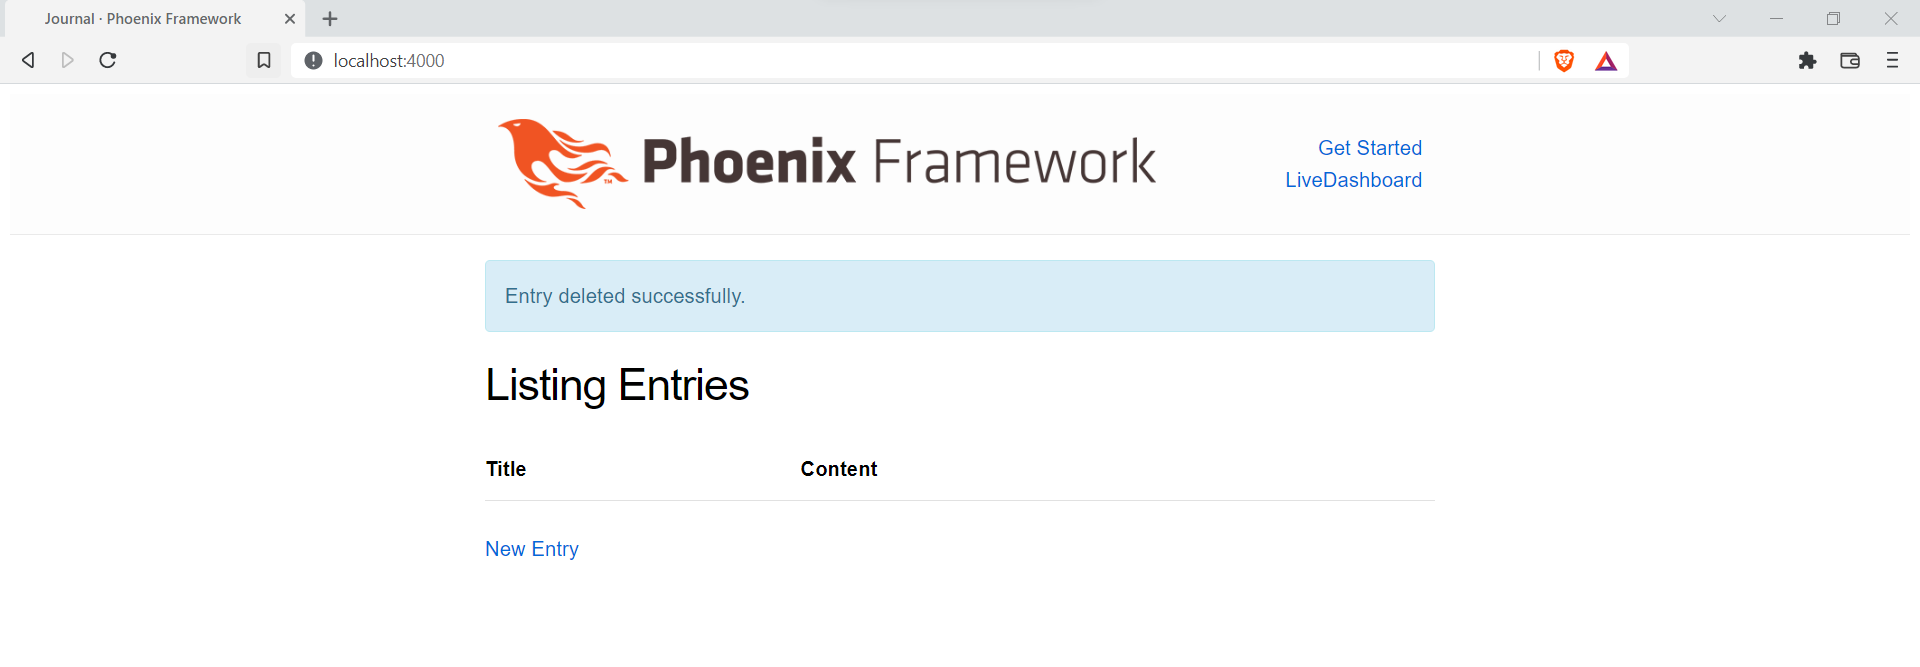 Journal · Phoenix Framework
localhost:4000
Phoenix Framework
TM
Get Started
LiveDashboard
Entry deleted successfully.
Listing Entries
Title Content
New Entry